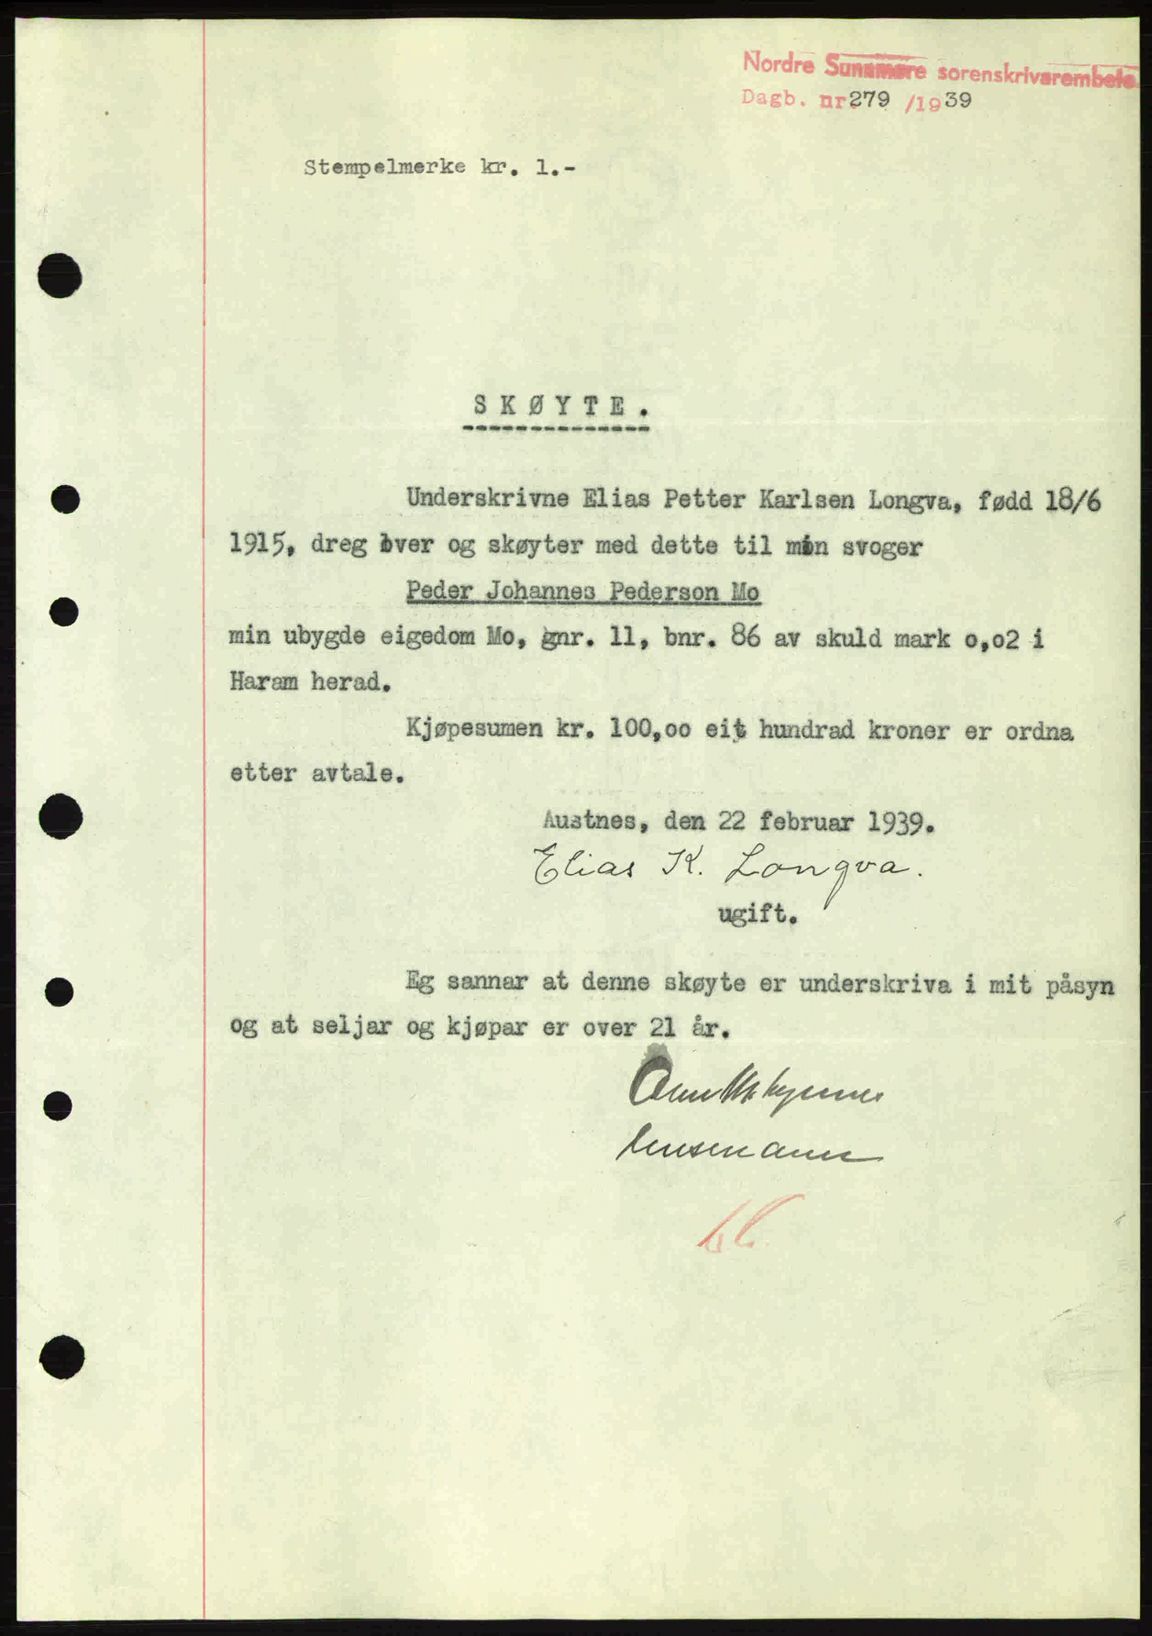 Nordre Sunnmøre sorenskrivarembete
Dagb. nr 279 /1939
Stempelmerke kr. 1.-
SKØYTE.
Underskrivne Elias Petter Karlsen Longva, fødd 18/6
1915, dreg over og skøyter med dette til min svoger
Peder Johannes Pederson Mo
min ubygde eigedom Mo, gnr. 11, bnr. 86 av skuld mark o,o2 i
Haram herad.
Kjøpesumen kr. 100,oo eit hundrad kroner er ordna
etter avtale.
Austnes, den 22 februar 1939.
Elias K. Longva.
ugift.
Eg sannar at denne skøyte er underskriva i mit påsyn
og at seljar og kjøpar er over 21 år.
lensmann